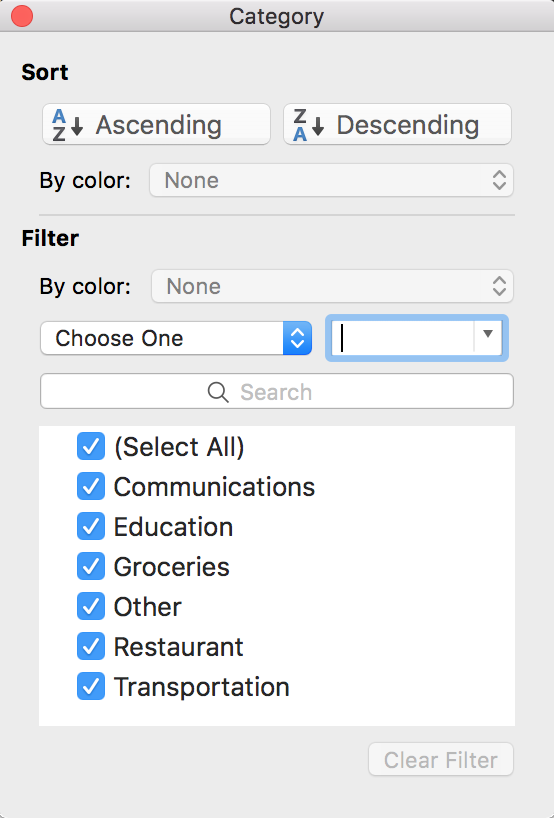 Category
Sort
A Z Ascending Z A Descending
By color: None
Filter
By color: None
Choose One
Search
(Select All)
Communications
Education
Groceries
Other
Restaurant
Transportation
Clear Filter